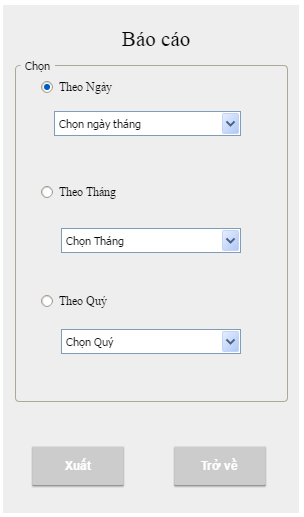 Báo cáo
Chọn
Theo Ngày
Chọn ngày tháng
Theo Tháng
Chọn Tháng
Theo Quý
Chọn Quý
Xuất
Trở về